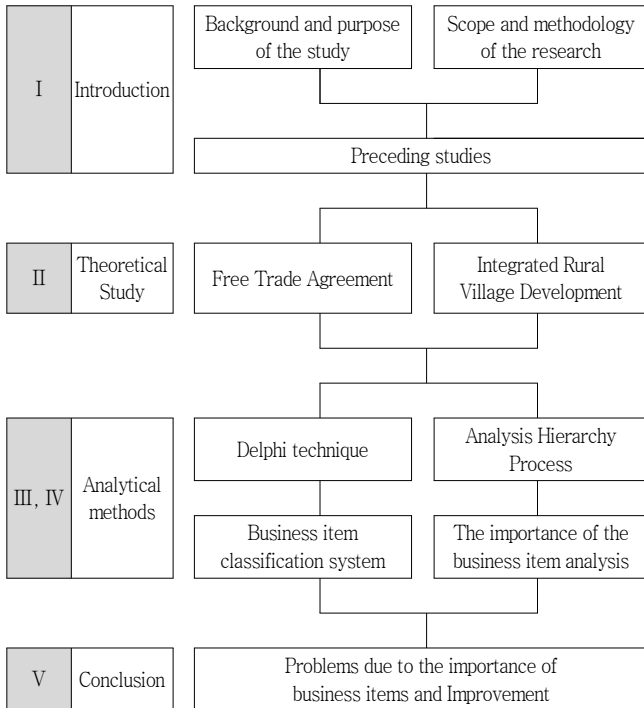 I
Introduction
Background and purpose
of the study
Scope and methodology
of the research
Preceding studies
II
Theoretical
Study
Free Trade Agreement
Integrated Rural
Village Development
III, IV
Analytical
methods
Delphi technique
Analysis Hierarchy
Process
Business item
classification system
The importance of the
business item analysis
V
Conclusion
Problems due to the importance of
business items and Improvement